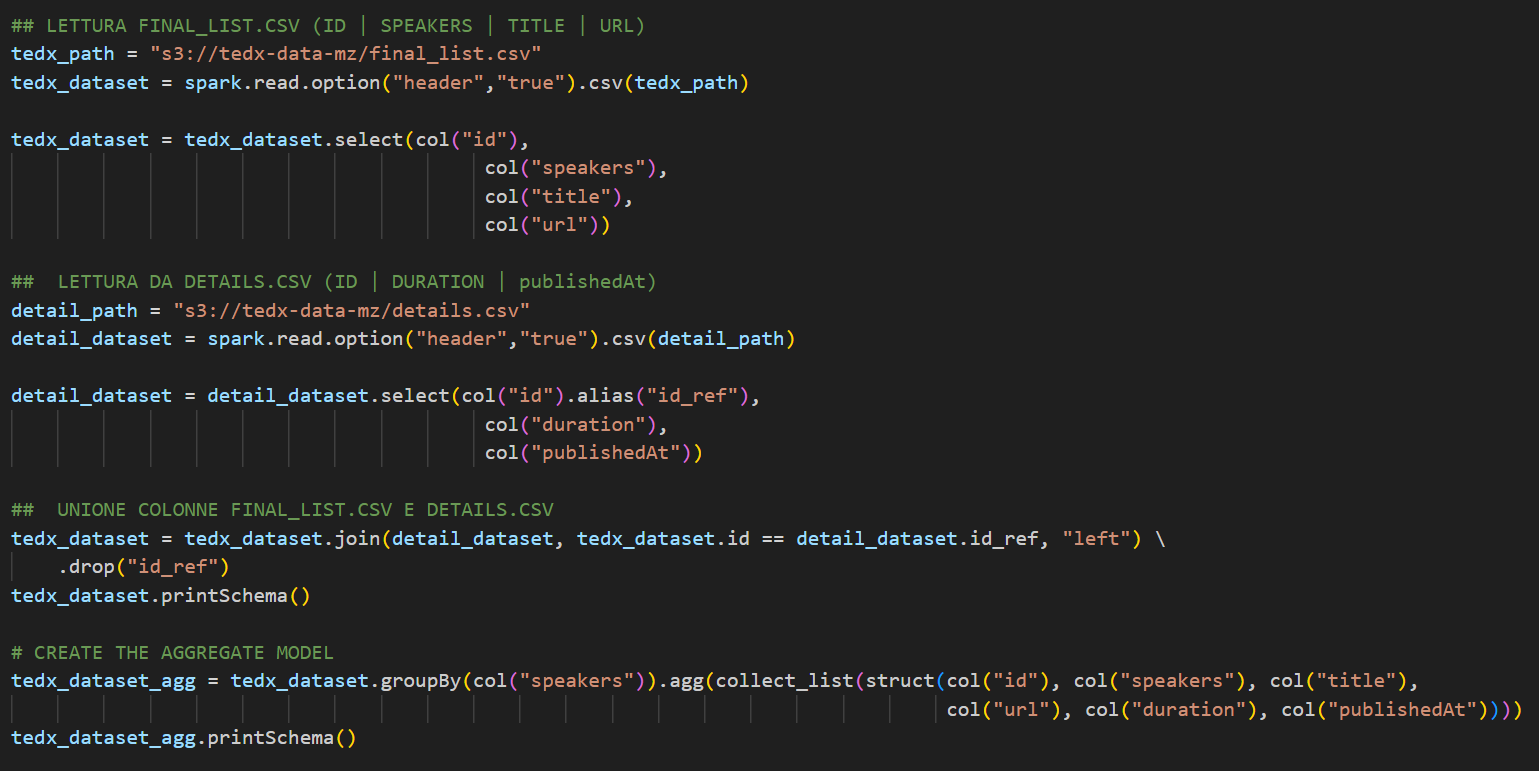 ## LETTURA FINAL_LIST.CSV (ID | SPEAKERS | TITLE | URL)
tedx_path = "s3://tedx-data-mz/final_list.csv"
tedx_dataset = spark.read.option("header","true").csv(tedx_path)
tedx_dataset = tedx_dataset.select(col("id"),
col("speakers"),
col("title"),
col("url"))
##  LETTURA DA DETAILS.CSV (ID | DURATION | publishedAt)
detail_path = "s3://tedx-data-mz/details.csv"
detail_dataset = spark.read.option("header","true").csv(detail_path)
detail_dataset = detail_dataset.select(col("id").alias("id_ref"),
col("duration"),
col("publishedAt"))
##  UNIONE COLONNE FINAL_LIST.CSV E DETAILS.CSV
tedx_dataset = tedx_dataset.join(detail_dataset, tedx_dataset.id == detail_dataset.id_ref, "left") \
.drop("id_ref")
tedx_dataset.printSchema()
# CREATE THE AGGREGATE MODEL
tedx_dataset_agg = tedx_dataset.groupBy(col("speakers")).agg(collect_list(struct(col("id"), col("speakers"), col("title"),
col("url"), col("duration"), col("publishedAt"))))
tedx_dataset_agg.printSchema()